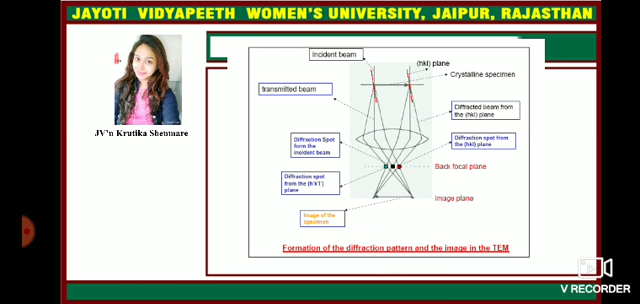 JAYOTI VIDYAPEETH WOMEN'S UNIVERSITY, JAIPUR, RAJASTHAN
JV'n Krutika Shenmare
Incident beam
(hkl) plane
Crystalline specimen
transmitted beam
Diffracted beam from
the (hkl) plane
Diffraction Spot
form the
incident beam
Diffraction spot from
the (hkl) plane
Back focal plane
Diffraction spot
plane
Image plane
Image of the
specimen
Formation of the diffraction pattern and the image in the TEM
V RECORDER